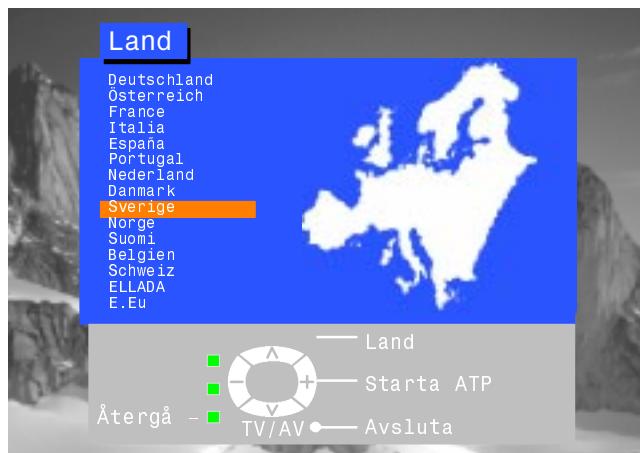 Land
Deutschland
Österreich
France
Italia
España
Portugal
Nederland
Danmark
Sverige
Norge
Suomi
Belgien
Schweiz
ELLADA
E.Eu
Land
Starta ATP
Återgå –
TV/AV
Avsluta